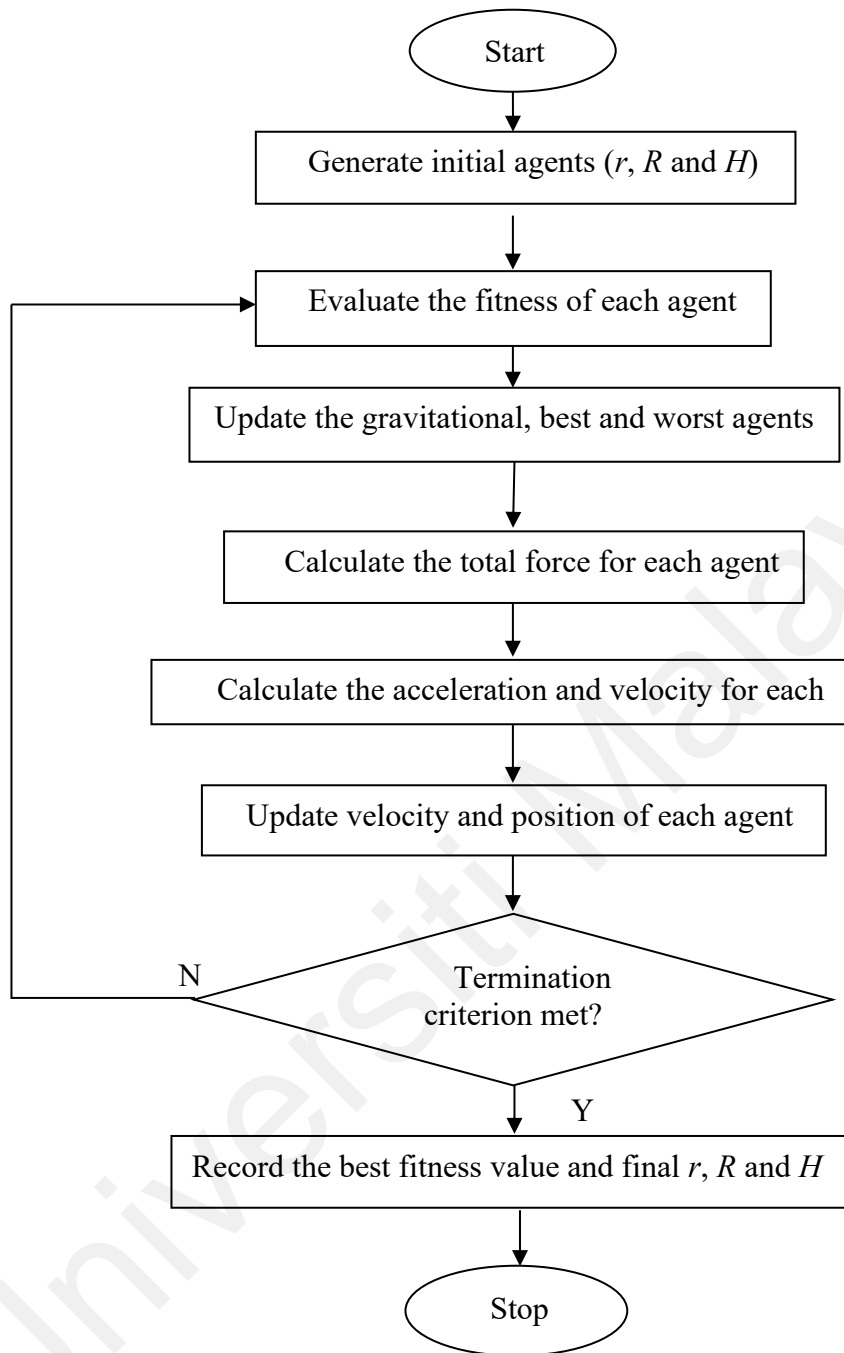 Start
Generate initial agents (r, R and H)
Evaluate the fitness of each agent
Update the gravitational, best and worst agents
Calculate the total force for each agent
Calculate the acceleration and velocity for each
Update velocity and position of each agent
N
Termination
criterion met?
Y
Record the best fitness value and final r, R and H
Stop